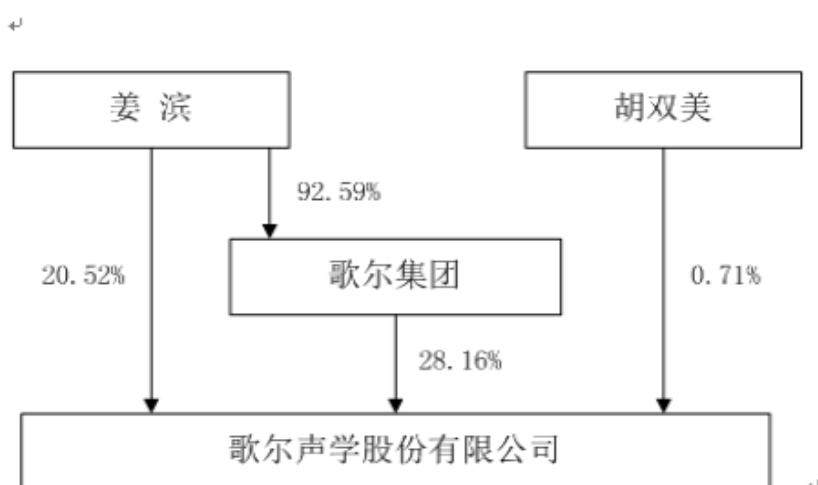 姜 滨
胡双美
92.59%
20.52%
歌尔集团
0.71%
28.16%
歌尔声学股份有限公司